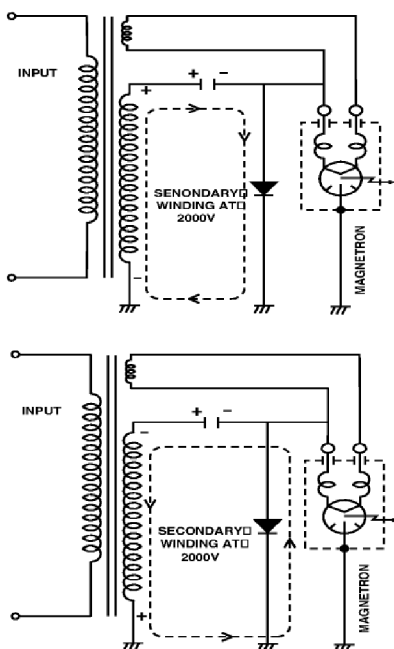 INPUT
+
+ −
SENONDARY□
WINDING AT□
2000V
−
MAGNETRON
INPUT
−
+ −
SECONDARY□
WINDING AT□
2000V
+
MAGNETRON